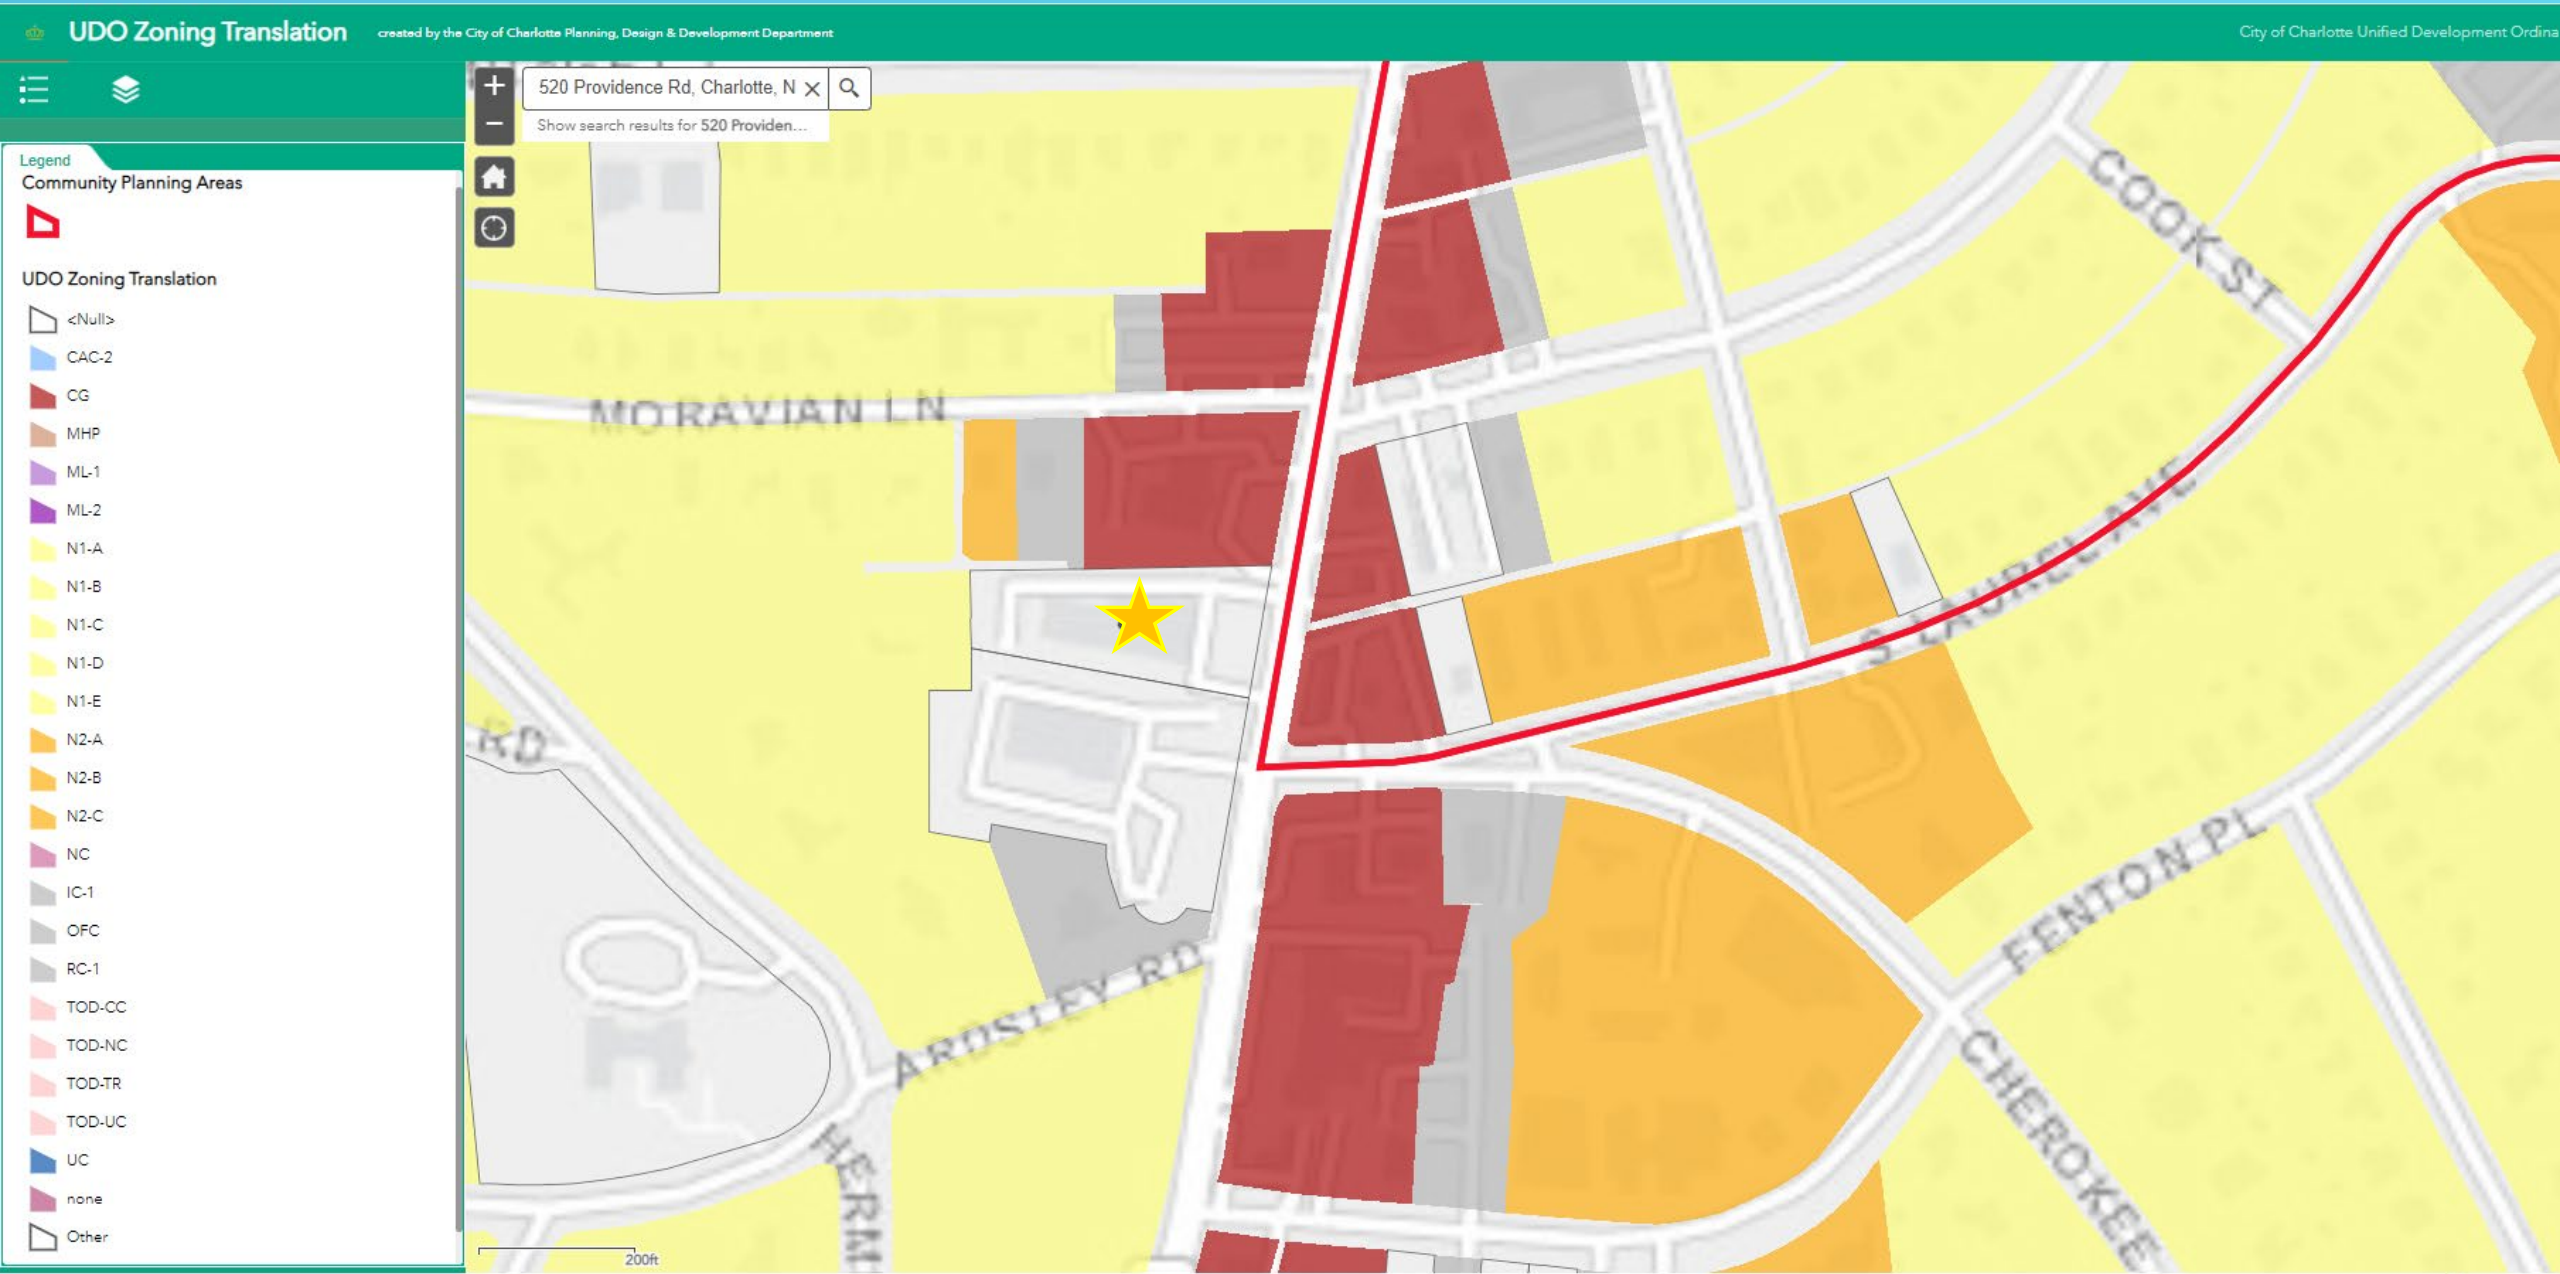 UDO Zoning Translation
created by the City of Charlotte Planning, Design & Development Department
City of Charlotte Unified Development Ordina
520 Providence Rd, Charlotte, N
Show search results for 520 Providen...
Legend
Community Planning Areas
UDO Zoning Translation
<Null>
CAC-2
CG
MHP
ML-1
ML-2
N1-A
N1-B
N1-C
N1-D
N1-E
N2-A
N2-B
N2-C
NC
IC-1
OFC
RC-1
TOD-CC
TOD-NC
TOD-TR
TOD-UC
UC
none
Other
COOK ST
MORAVIAN LN
S LAUREL AVE
RD
FENTON PL
ARDSLEY RD
CHEROKEE
HERM
200ft